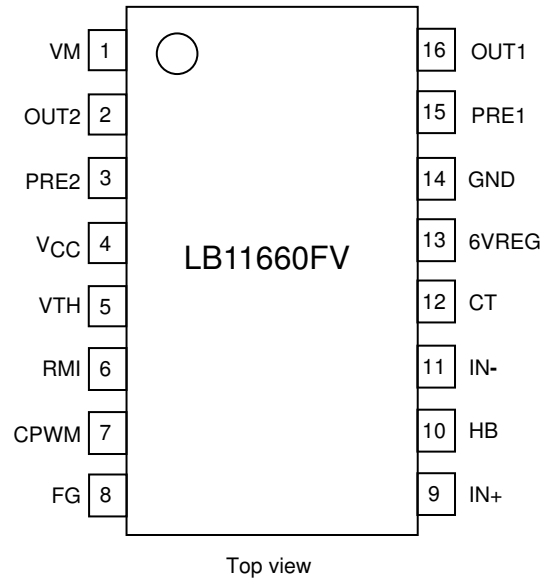 VM 1 16 OUT1
OUT2 2 15 PRE1
PRE2 3 14 GND
VCC 4 13 6VREG
LB11660FV
VTH 5 12 CT
RMI 6 11 IN-
CPWM 7 10 HB
FG 8 9 IN+
Top view